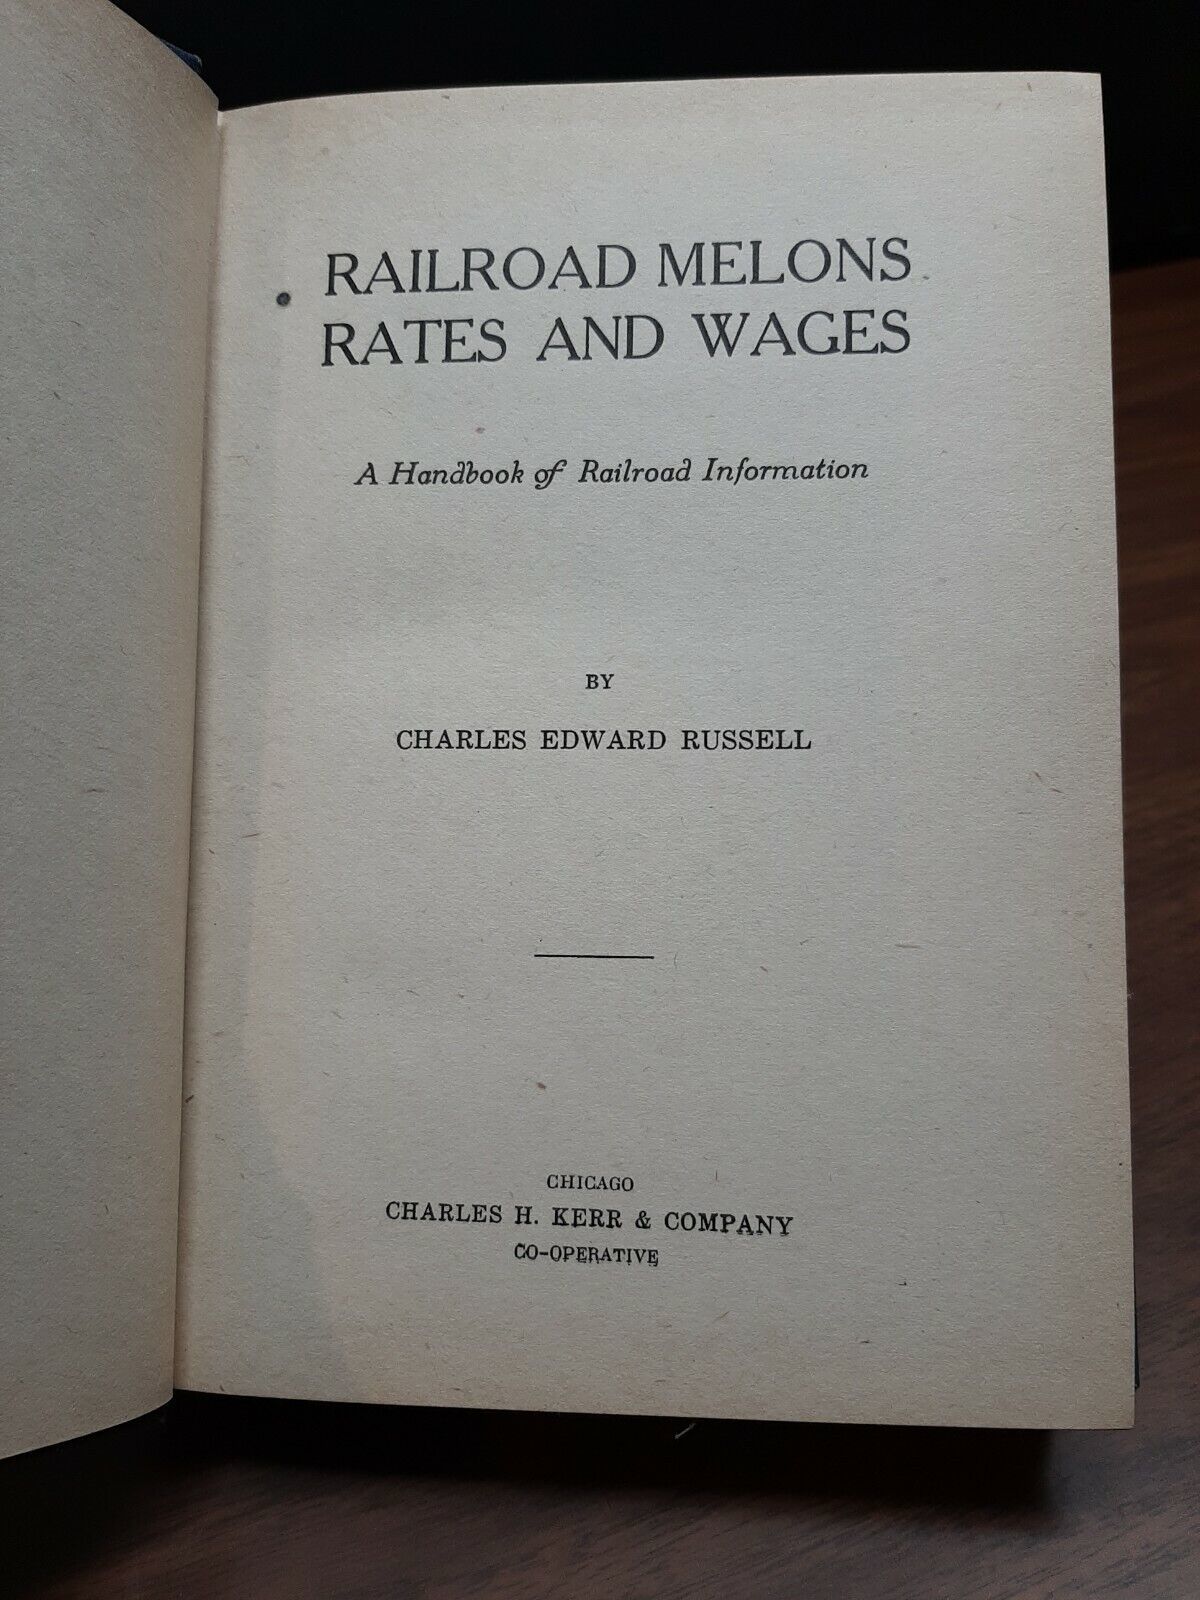 RAILROAD MELONS
RATES AND WAGES
A Handbook of Railroad Information
BY
CHARLES EDWARD RUSSELL
CHICAGO
CHARLES H. KERR & COMPANY
CO-OPERATIVE